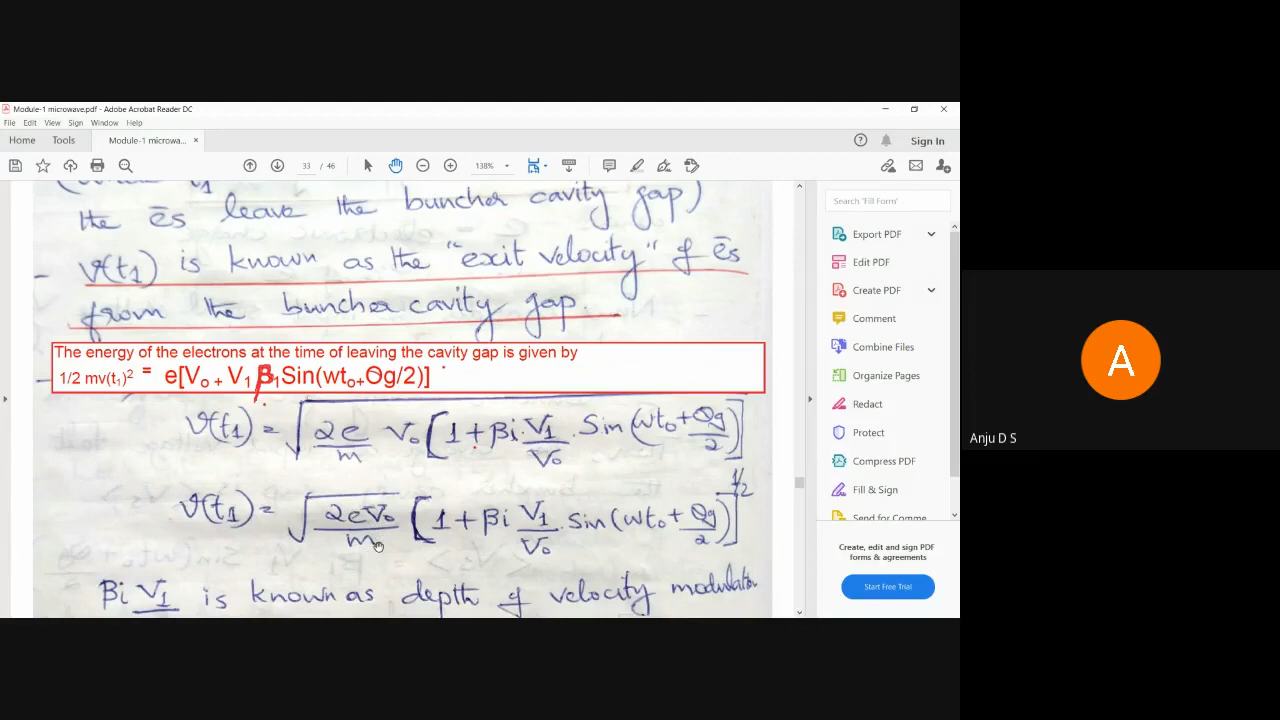 Module-1 microwave.pdf - Adobe Acrobat Reader DC
File Edit View Sign Window Help
Home Tools Module-1 microwa... ×
Sign In
33 / 46 138%
the ēs leave the buncher cavity gap)
- ϑ(t₁) is known as the "exit velocity" of ēs
from the buncher cavity gap.
The energy of the electrons at the time of leaving the cavity gap is given by
1/2 mv(t₁)² = e[V₀ + V₁ β₁Sin(wt₀+Θg/2)]
ϑ(t₁) = √(2e/m V₀ [1 + βi V₁/V₀ . Sin (ωt₀ + θg/2)]
ϑ(t₁) = √(2eV₀/m) [1 + βi V₁/V₀ . Sin (ωt₀ + θg/2)]^1/2
βi V₁ is known as depth of velocity modulation
Search 'Fill Form'
Export PDF
Edit PDF
Create PDF
Comment
Combine Files
Organize Pages
Redact
Protect
Compress PDF
Fill & Sign
Send for Comme
Create, edit and sign PDF
forms & agreements
Start Free Trial
A
Anju D S